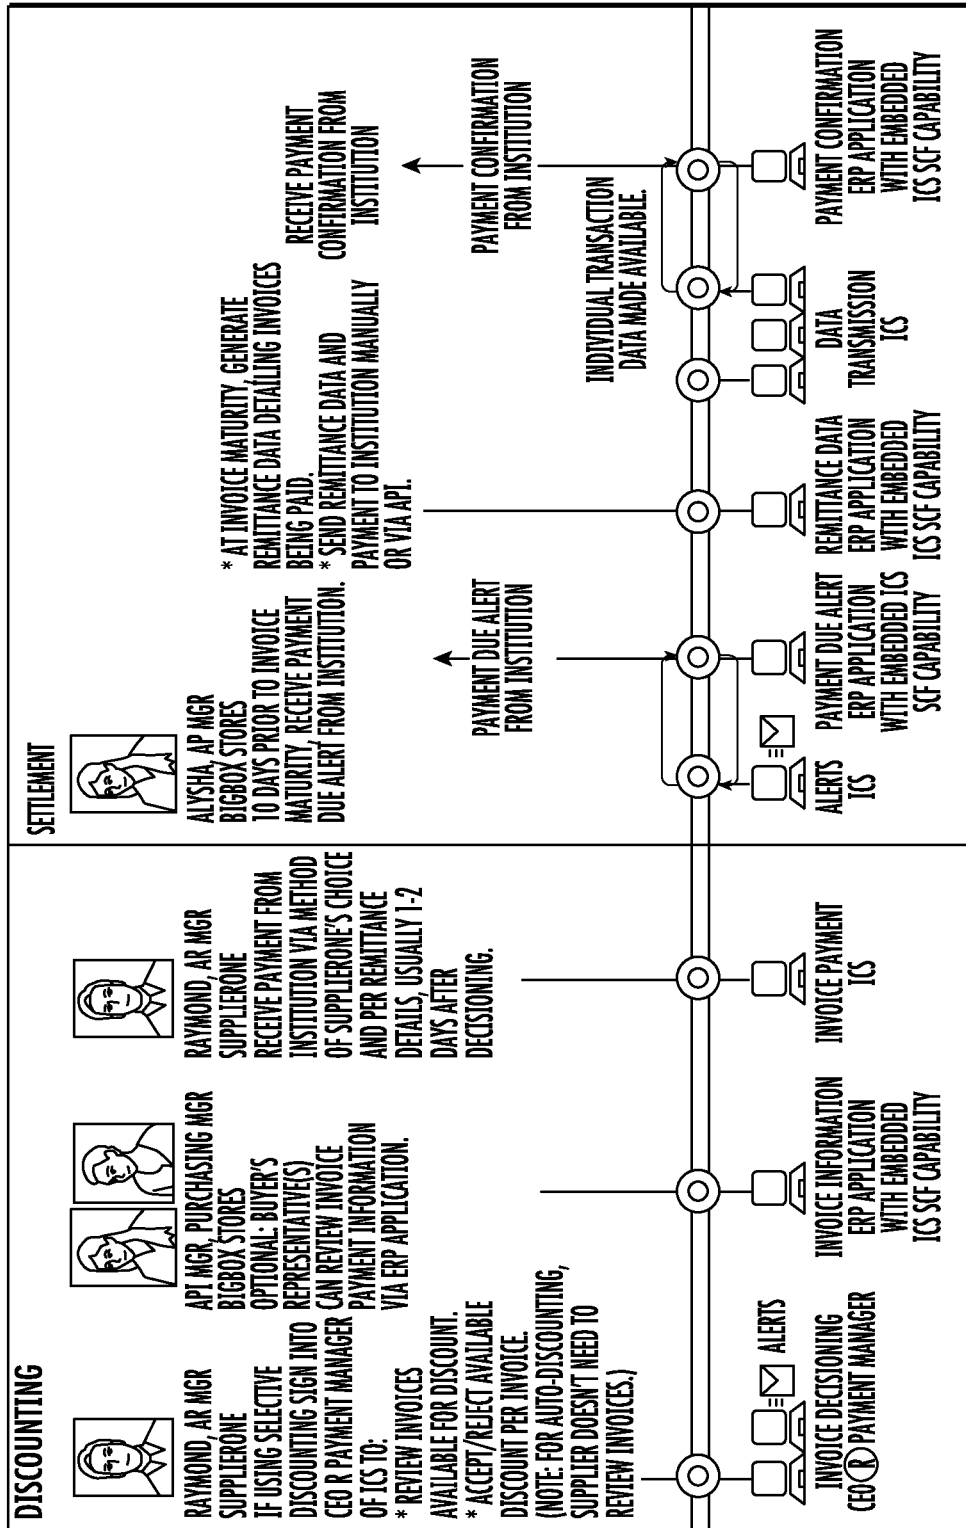 DISCOUNTING
RAYMOND, AR MGR
SUPPLIERONE
IF USING SELECTIVE
DISCOUNTING SIGN INTO
CEO R PAYMENT MANAGER
OF ICS TO:
* REVIEW INVOICES
AVAILABLE FOR DISCOUNT.
* ACCEPT/REJECT AVAILABLE
DISCOUNT PER INVOICE.
(NOTE: FOR AUTO-DISCOUNTING,
SUPPLIER DOESN'T NEED TO
REVIEW INVOICES.)
ALERTS
INVOICE DECISIONING
CEO R PAYMENT MANAGER
API MGR, PURCHASING MGR
BIGBOX STORES
OPTIONAL: BUYER'S
REPRESENTATIVE(S)
CAN REVIEW INVOICE
PAYMENT INFORMATION
VIA ERP APPLICATION.
INVOICE INFORMATION
ERP APPLICATION
WITH EMBEDDED
ICS SCF CAPABILITY
RAYMOND, AR MGR
SUPPLIERONE
RECEIVE PAYMENT FROM
INSTITUTION VIA METHOD
OF SUPPLIERONE'S CHOICE
AND PER REMITTANCE
DETAILS, USUALLY 1-2
DAYS AFTER
DECISIONING.
INVOICE PAYMENT
ICS
SETTLEMENT
ALYSHA, AP MGR
BIGBOX STORES
10 DAYS PRIOR TO INVOICE
MATURITY, RECEIVE PAYMENT
DUE ALERT FROM INSTITUTION.
PAYMENT DUE ALERT
FROM INSTITUTION
ALERTS
ICS
PAYMENT DUE ALERT
ERP APPLICATION
WITH EMBEDDED ICS
SCF CAPABILITY
* AT INVOICE MATURITY, GENERATE
REMITTANCE DATA DETAILING INVOICES
BEING PAID.
* SEND REMITTANCE DATA AND
PAYMENT TO INSTITUTION MANUALLY
OR VIA API.
REMITTANCE DATA
ERP APPLICATION
WITH EMBEDDED
ICS SCF CAPABILITY
INDIVIDUAL TRANSACTION
DATA MADE AVAILABLE.
DATA
TRANSMISSION
ICS
RECEIVE PAYMENT
CONFIRMATION FROM
INSTITUTION
PAYMENT CONFIRMATION
FROM INSTITUTION
PAYMENT CONFIRMATION
ERP APPLICATION
WITH EMBEDDED
ICS SCF CAPABILITY